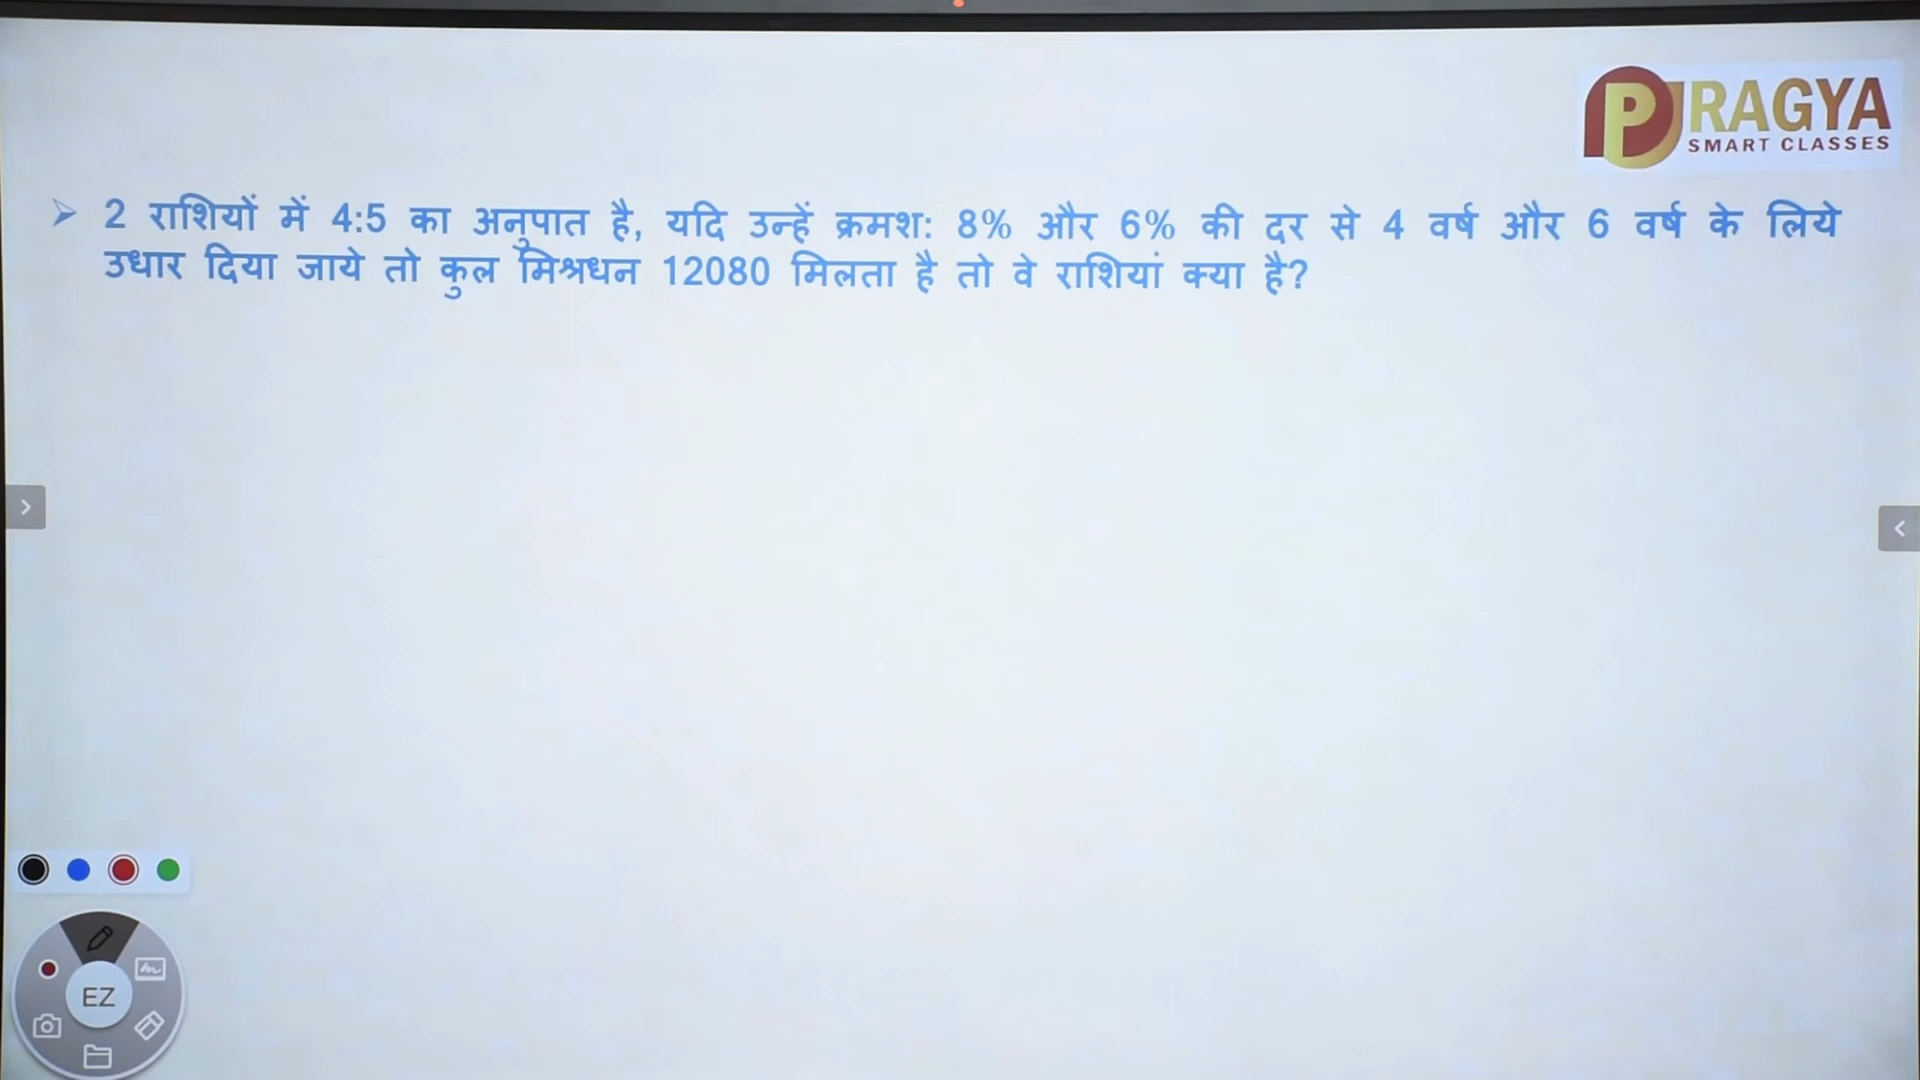 PRAGYA
SMART CLASSES
2 राशियों में 4:5 का अनुपात है, यदि उन्हें क्रमश: 8% और 6% की दर से 4 वर्ष और 6 वर्ष के लिये
उधार दिया जाये तो कुल मिश्रधन 12080 मिलता है तो वे राशियां क्या है?
EZ